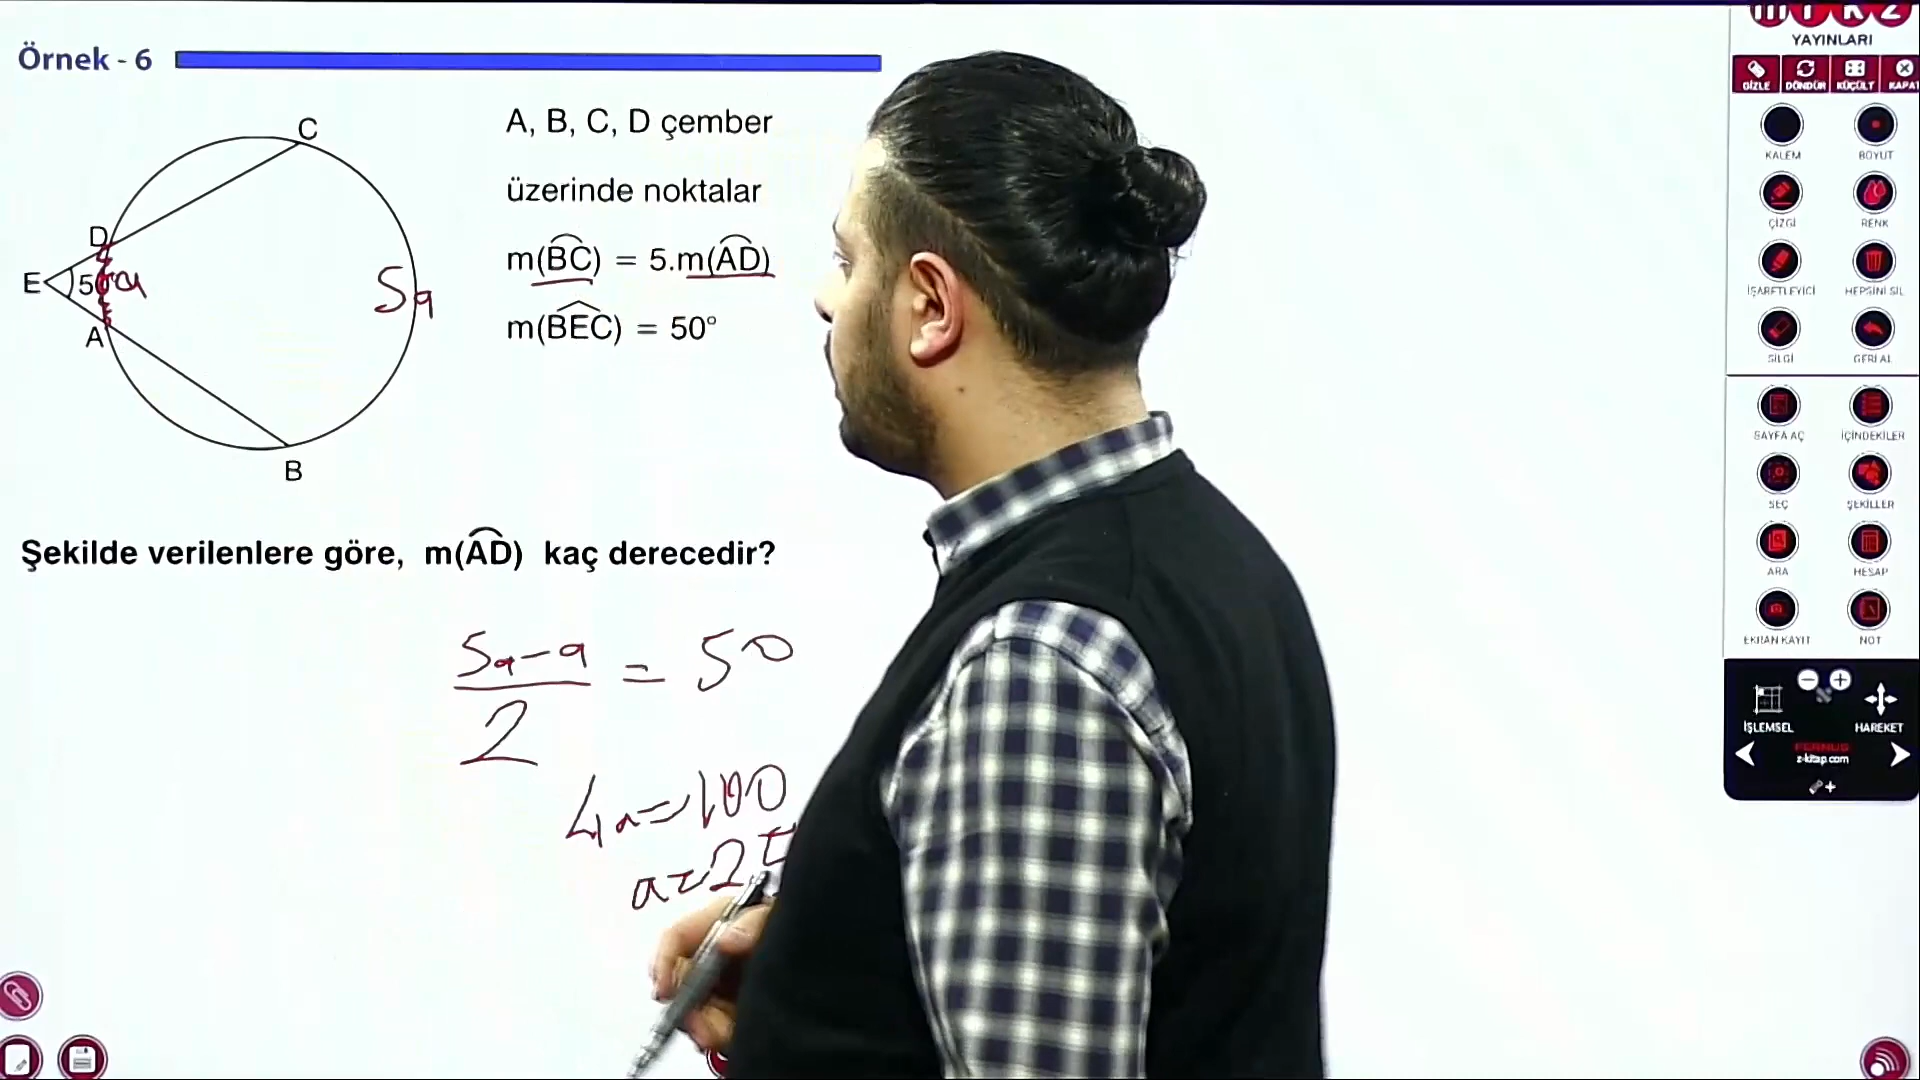 YAYINLARI
Örnek - 6
GİZLE DÖNDÜR KÜÇÜLT KAPAT
C
A, B, C, D çember
KALEM BOYUT
üzerinde noktalar
ÇİZGİ RENK
D
m(BC) = 5.m(AD)
E 50 a 5a
İŞARETLEYİCİ HEPSİNİ SİL
A
m(BEC) = 50°
SİLGİ GERİ AL
B
SAYFA AÇ İÇİNDEKİLER
SEÇ ŞEKİLLER
Şekilde verilenlere göre, m(AD) kaç derecedir?
ARA HESAP
EKRAN KAYIT NOT
5a-a
= 50
2
İŞLEMSEL HAREKET
FERNUS
z-kitap.com
4a=100
a=25